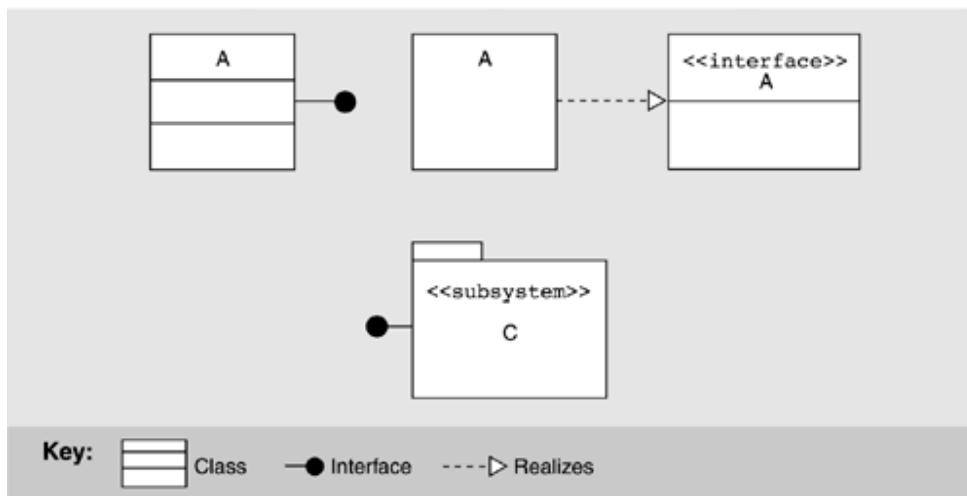 A
A
<<interface>>
A
<<subsystem>>
C
Key:
Class
Interface
Realizes